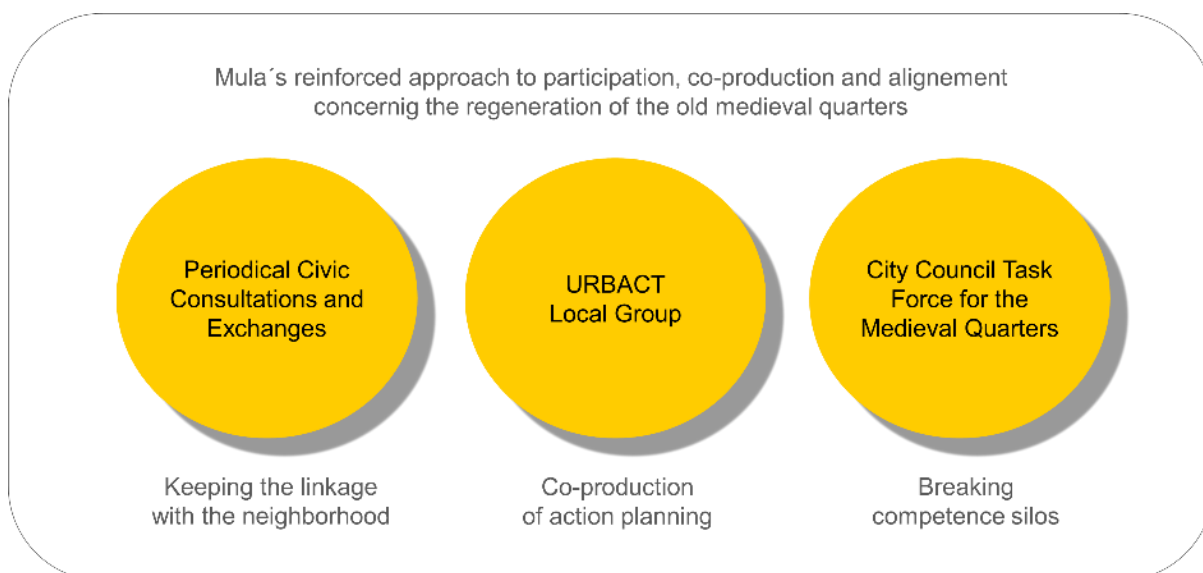 Mula´s reinforced approach to participation, co-production and alignement
concernig the regeneration of the old medieval quarters
Periodical Civic
Consultations and
Exchanges
URBACT
Local Group
City Council Task
Force for the
Medieval Quarters
Keeping the linkage
with the neighborhood
Co-production
of action planning
Breaking
competence silos